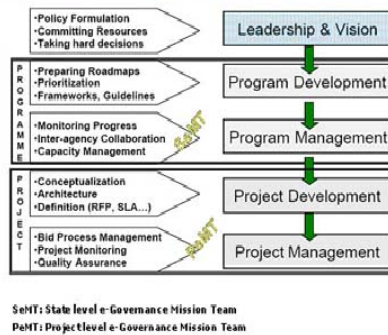 •Policy Formulation
•Committing Resources
•Taking hard decisions
Leadership & Vision
PROGRAMME
•Preparing Roadmaps
•Prioritization
•Frameworks, Guidelines
Program Development
•Monitoring Progress
•Inter-agency Collaboration
•Capacity Management
SeMT
Program Management
PROJECT
•Conceptualization
•Architecture
•Definition (RFP, SLA...)
Project Development
•Bid Process Management
•Project Monitoring
•Quality Assurance
PeMT
Project Management
SeMT: State level e-Governance Mission Team
PeMT: Project level e-Governance Mission Team